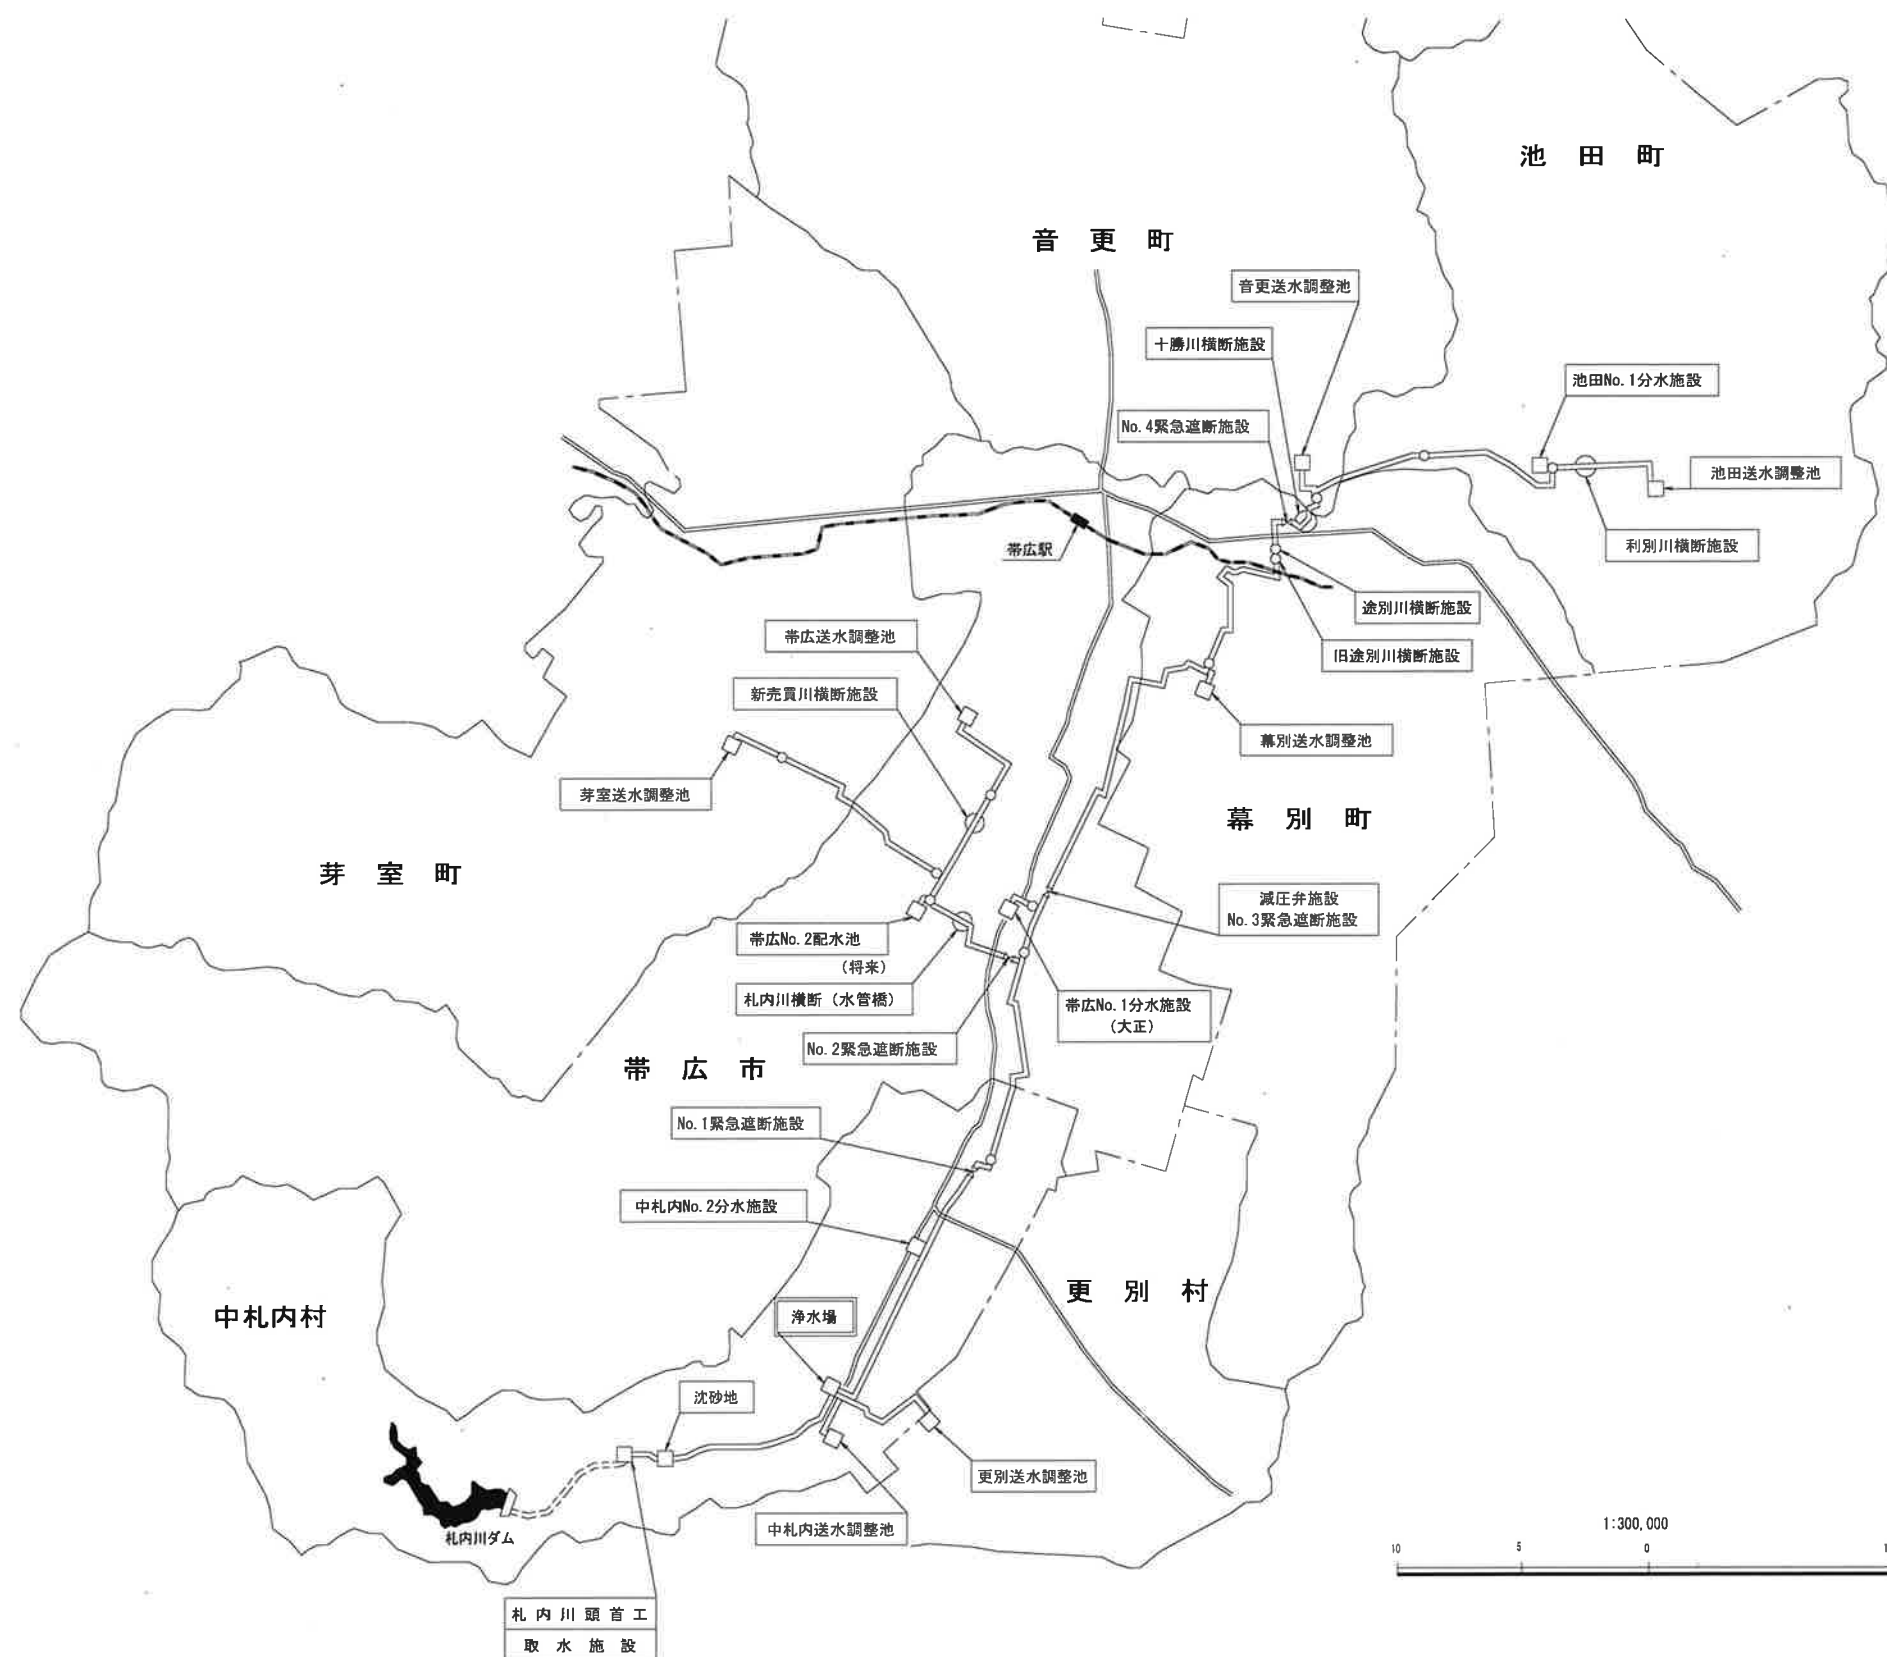 池田町
音更町
音更送水調整池
十勝川横断施設
池田No.1分水施設
No.4緊急遮断施設
池田送水調整池
利別川横断施設
帯広駅
途別川横断施設
旧途別川横断施設
帯広送水調整池
新売買川横断施設
幕別送水調整池
芽室送水調整池
幕別町
芽室町
減圧弁施設
No.3緊急遮断施設
帯広No.2配水池
(将来)
札内川横断(水管橋)
帯広No.1分水施設
(大正)
No.2緊急遮断施設
帯広市
No.1緊急遮断施設
中札内No.2分水施設
更別村
中札内村
浄水場
沈砂地
更別送水調整池
中札内送水調整池
札内川ダム
札内川頭首工
取水施設
1:300,000
10 5 0 1